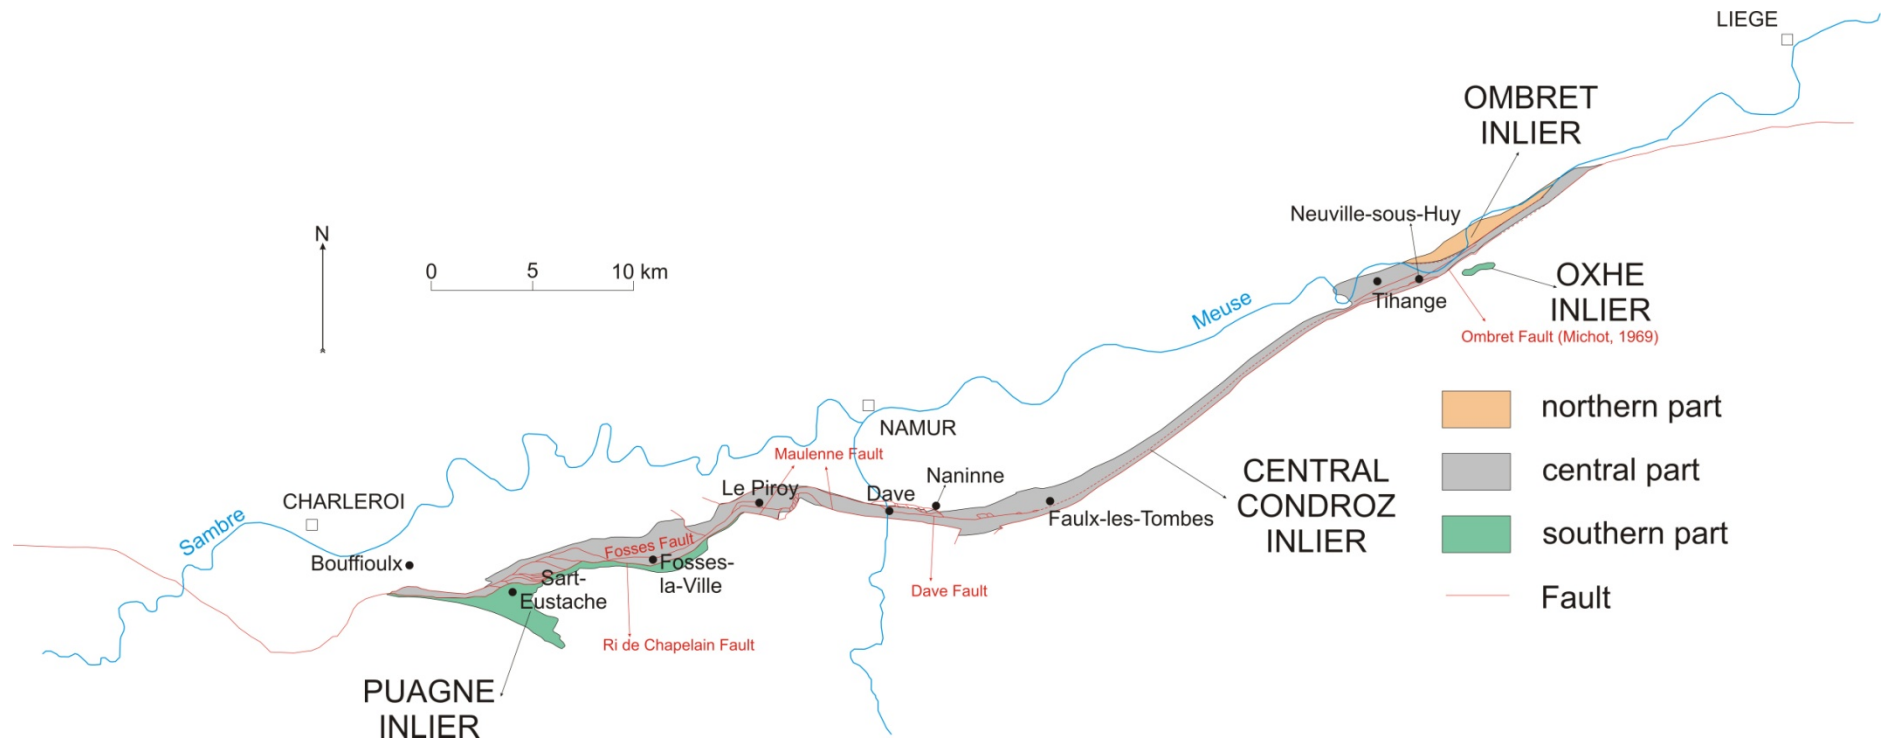 LIEGE
OMBRET
INLIER
Neuville-sous-Huy
N
0 5 10 km
OXHE
INLIER
Tihange
Meuse
Ombret Fault (Michot, 1969)
northern part
NAMUR
Maulenne Fault
central part
CENTRAL
CONDROZ
INLIER
Naninne
Le Piroy
Dave
CHARLEROI
Sambre
Faulx-les-Tombes
southern part
Fosses Fault
Bouffioulx
Fosses-
la-Ville
Sart-
Eustache
Dave Fault
Fault
Ri de Chapelain Fault
PUAGNE
INLIER